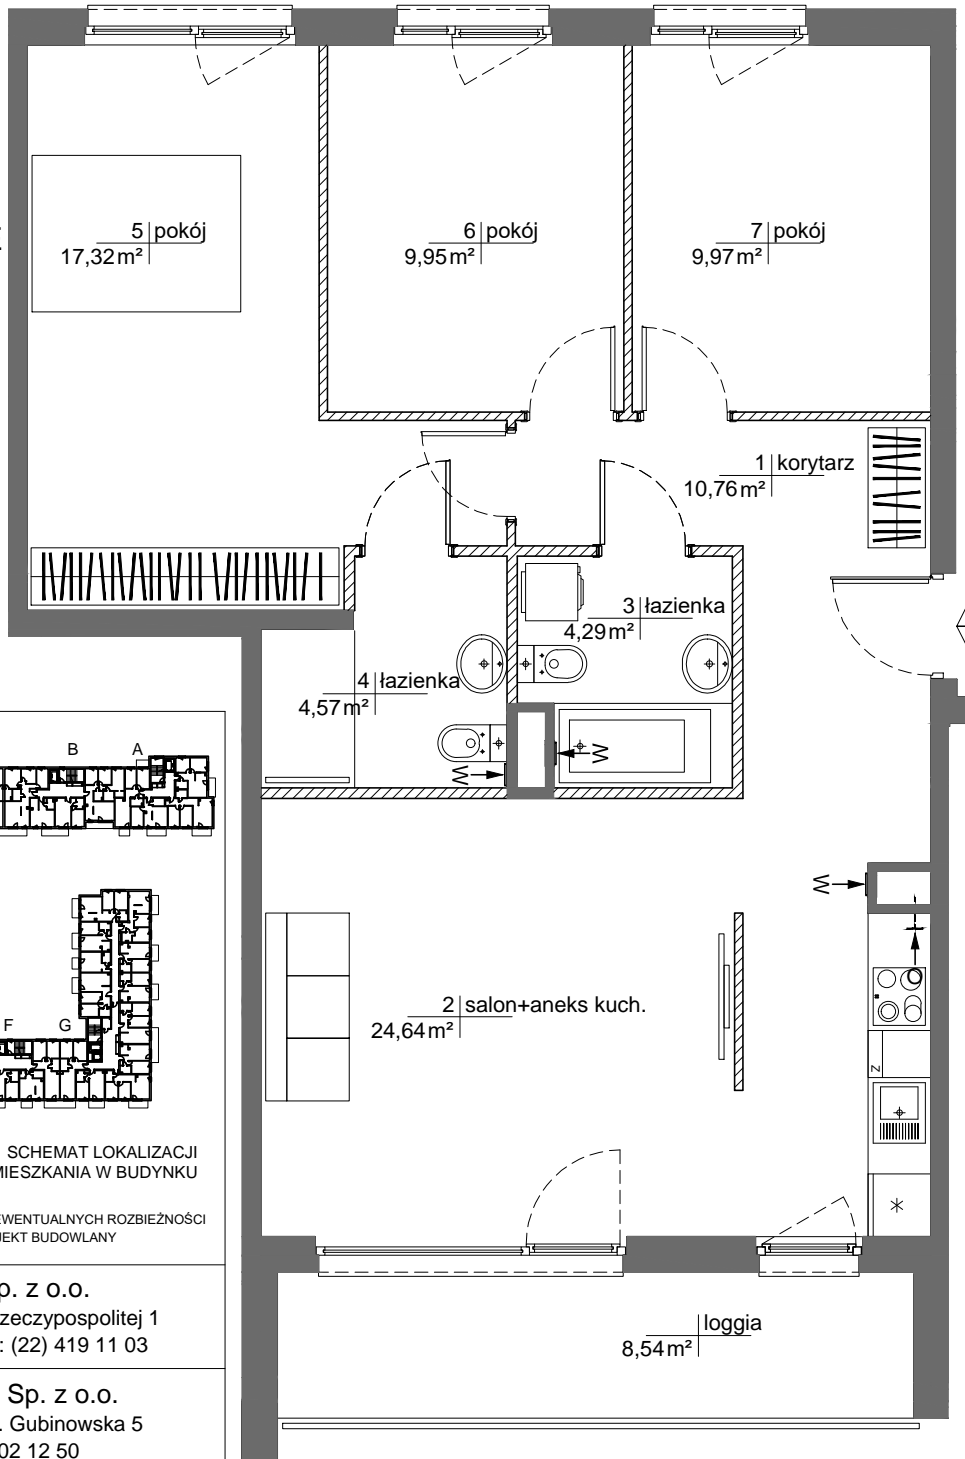 5 pokój
17,32 m²
6 pokój
9,95 m²
7 pokój
9,97 m²
1 korytarz
10,76 m²
3 łazienka
4,29 m²
4 łazienka
4,57 m²
W
W
B A
W
2 salon+aneks kuch.
24,64 m²
F G
Z
SCHEMAT LOKALIZACJI
MIESZKANIA W BUDYNKU
EWENTUALNYCH ROZBIEŻNOŚCI
JEKT BUDOWLANY
p. z o.o.
zeczypospolitej 1
: (22) 419 11 03
loggia
8,54 m²
Sp. z o.o.
. Gubinowska 5
02 12 50